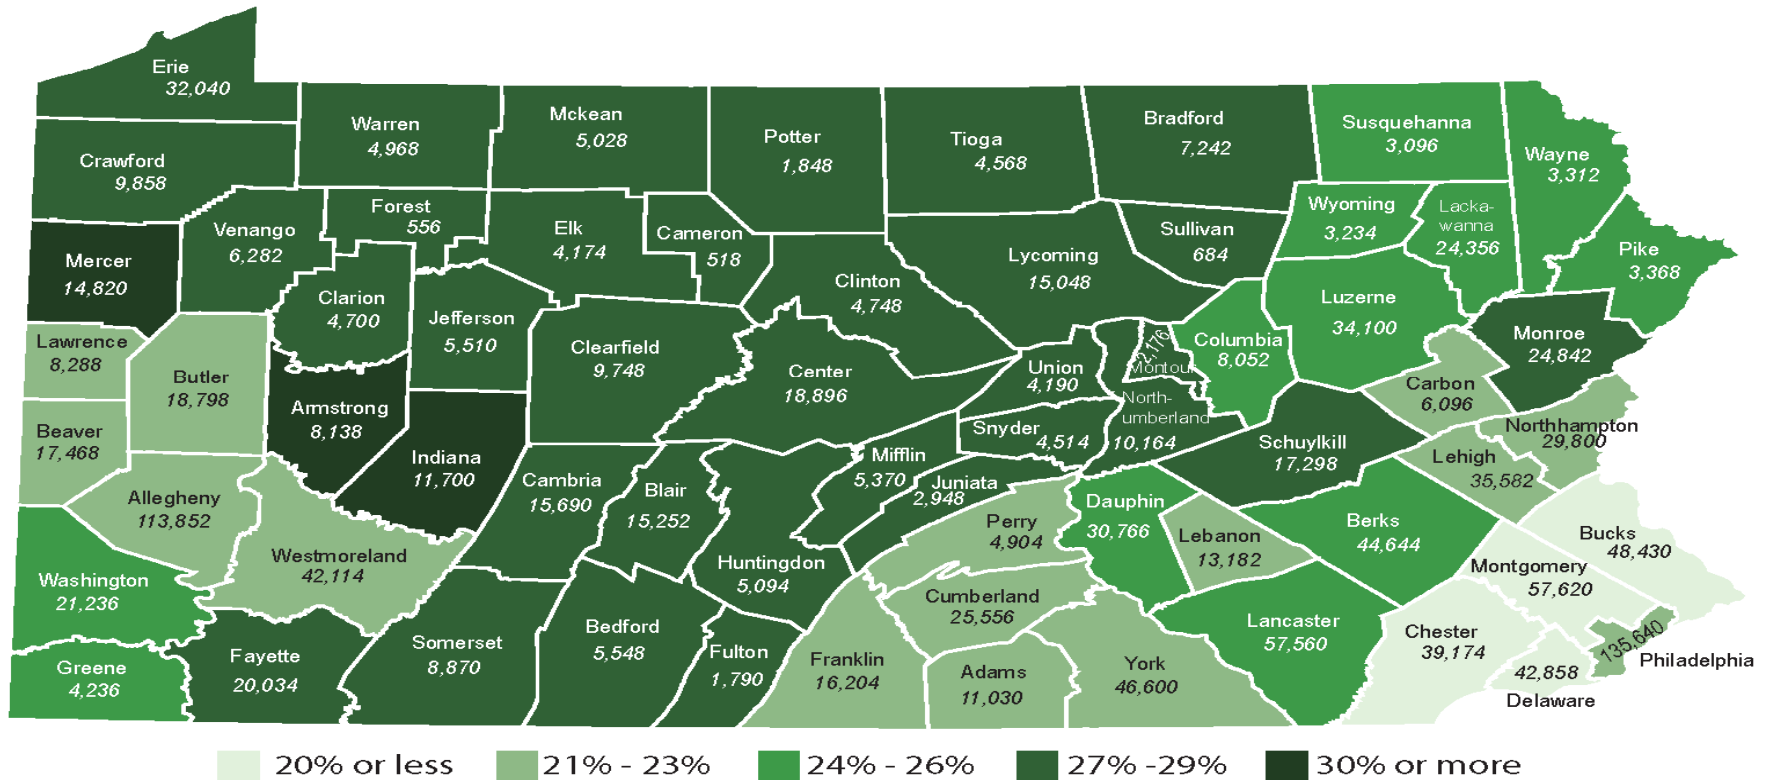 Erie
32,040
Warren
4,968
Mckean
5,028
Potter
1,848
Tioga
4,568
Bradford
7,242
Susquehanna
3,096
Wayne
3,312
Crawford
9,858
Venango
6,282
Forest
556
Elk
4,174
Cameron
518
Clinton
4,748
Lycoming
15,048
Sullivan
684
Wyoming
3,234
Lacka-
wanna
24,356
Pike
3,368
Mercer
14,820
Clarion
4,700
Jefferson
5,510
Clearfield
9,748
Center
18,896
Union
4,190
2,176
Montour
Columbia
8,052
Luzerne
34,100
Monroe
24,842
Lawrence
8,288
Butler
18,798
Armstrong
8,138
Indiana
11,700
Snyder
4,514
North-
umberland
10,164
Schuylkill
17,298
Carbon
6,096
Northhampton
29,800
Lehigh
35,582
Beaver
17,468
Allegheny
113,852
Westmoreland
42,114
Cambria
15,690
Blair
15,252
Mifflin
5,370
Juniata
2,948
Huntingdon
5,094
Perry
4,904
Dauphin
30,766
Lebanon
13,182
Berks
44,644
Bucks
48,430
Montgomery
57,620
Washington
21,236
Greene
4,236
Fayette
20,034
Somerset
8,870
Bedford
5,548
Fulton
1,790
Franklin
16,204
Cumberland
25,556
Adams
11,030
York
46,600
Lancaster
57,560
Chester
39,174
42,858
Delaware
135,640
Philadelphia
20% or less
21% - 23%
24% - 26%
27% -29%
30% or more